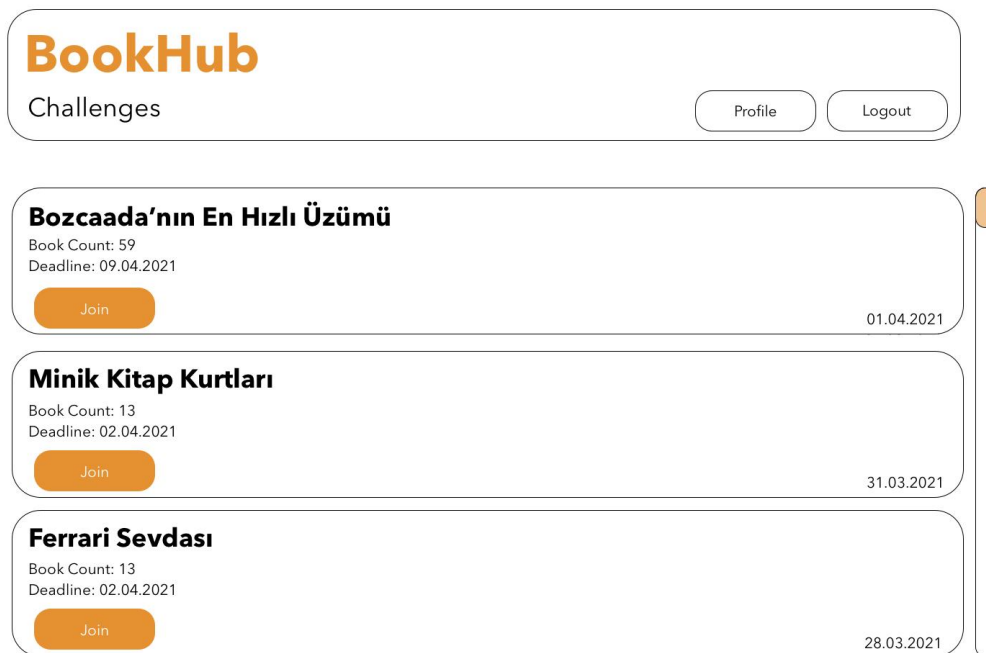 BookHub
Challenges
Profile
Logout
Bozcaada’nın En Hızlı Üzümü
Book Count: 59
Deadline: 09.04.2021
Join
01.04.2021
Minik Kitap Kurtları
Book Count: 13
Deadline: 02.04.2021
Join
31.03.2021
Ferrari Sevdası
Book Count: 13
Deadline: 02.04.2021
Join
28.03.2021